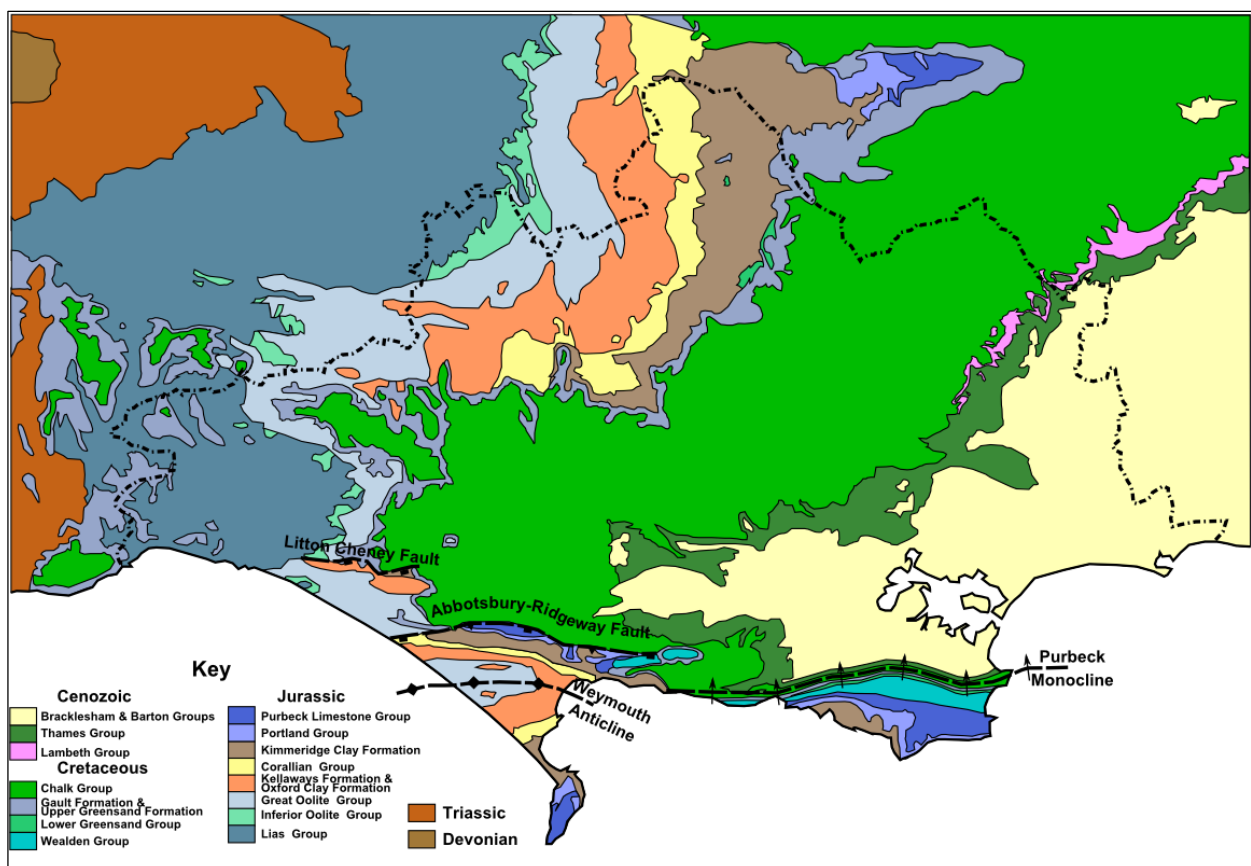 Litton Cheney Fault
Abbotsbury-Ridgeway Fault
Purbeck
Monocline
Weymouth
Anticline
Key
Cenozoic
Bracklesham & Barton Groups
Thames Group
Lambeth Group
Cretaceous
Chalk Group
Gault Formation &
Upper Greensand Formation
Lower Greensand Group
Wealden Group
Jurassic
Purbeck Limestone Group
Portland Group
Kimmeridge Clay Formation
Corallian Group
Kellaways Formation &
Oxford Clay Formation
Great Oolite Group
Inferior Oolite Group
Lias Group
Triassic
Devonian